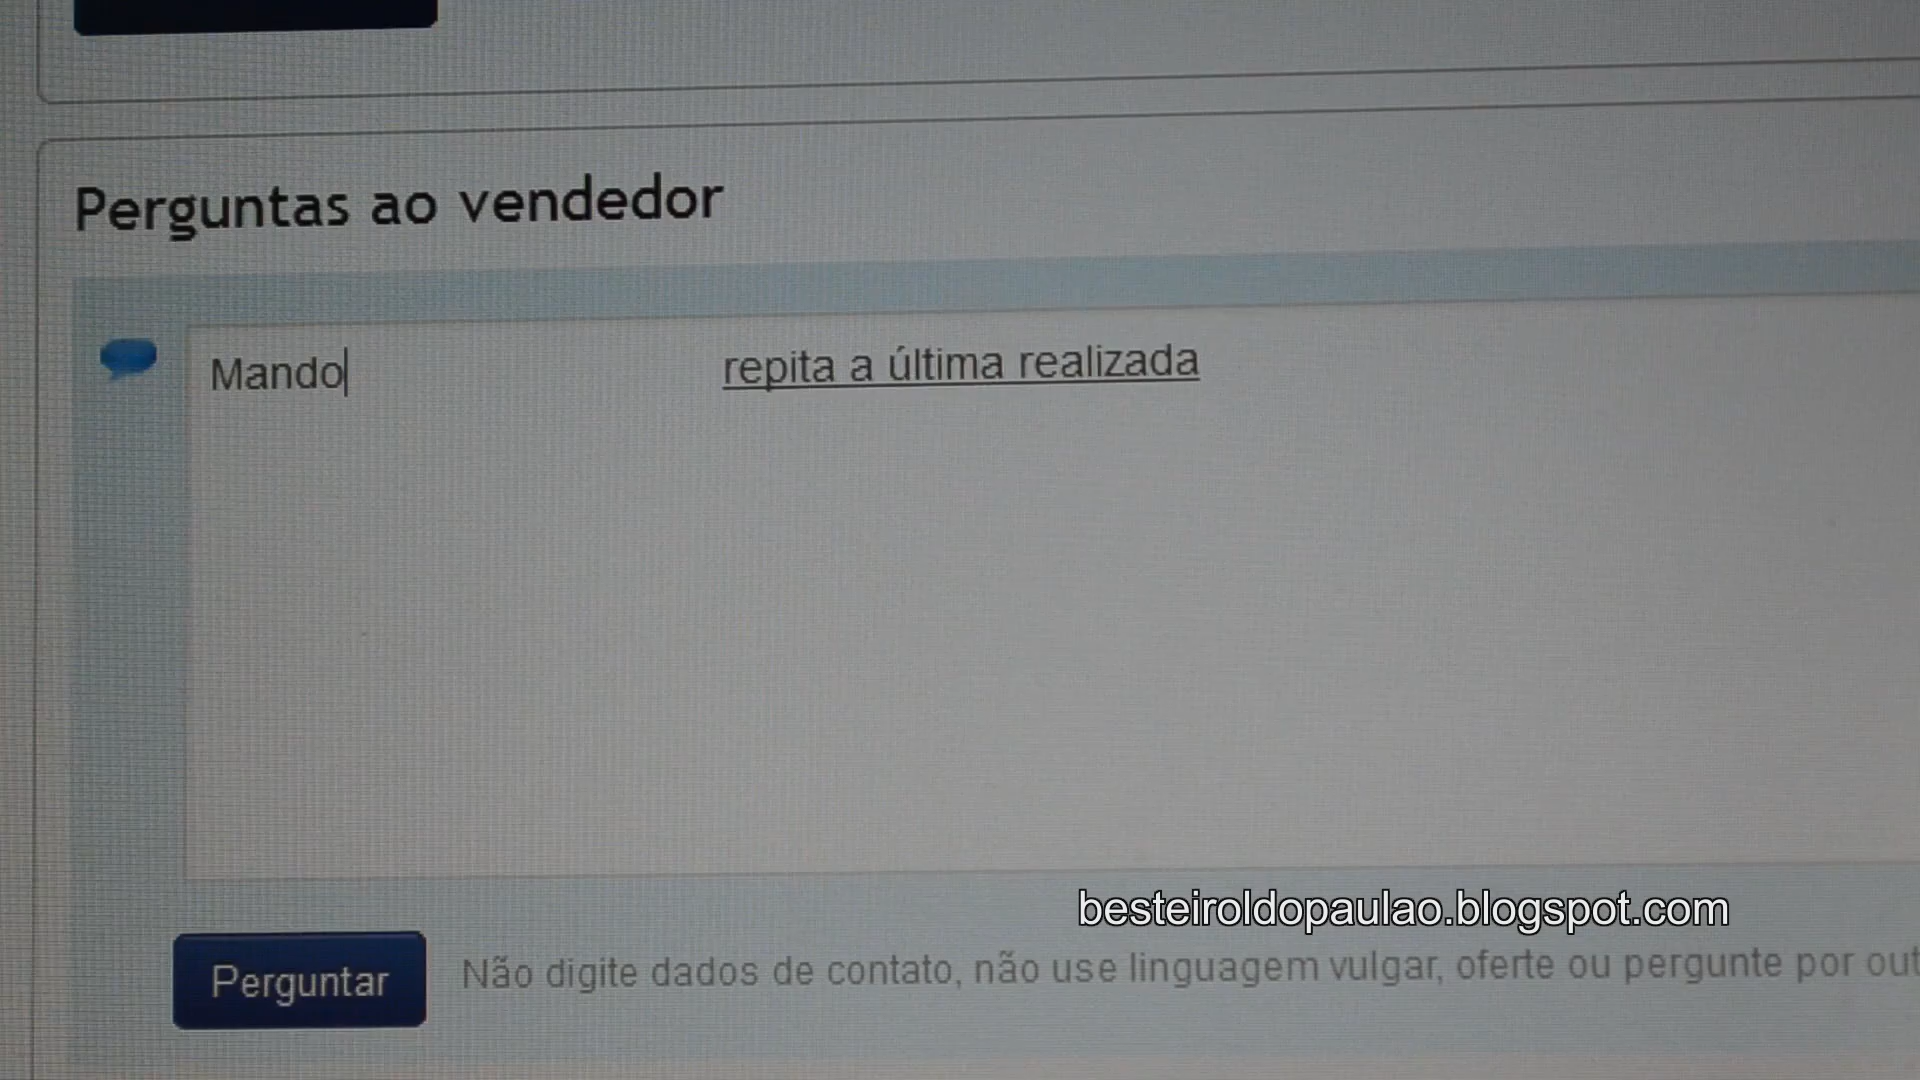 Perguntas ao vendedor
Mando repita a última realizada
besteiroldopaulao.blogspot.com
Perguntar Não digite dados de contato, não use linguagem vulgar, oferte ou pergunte por out